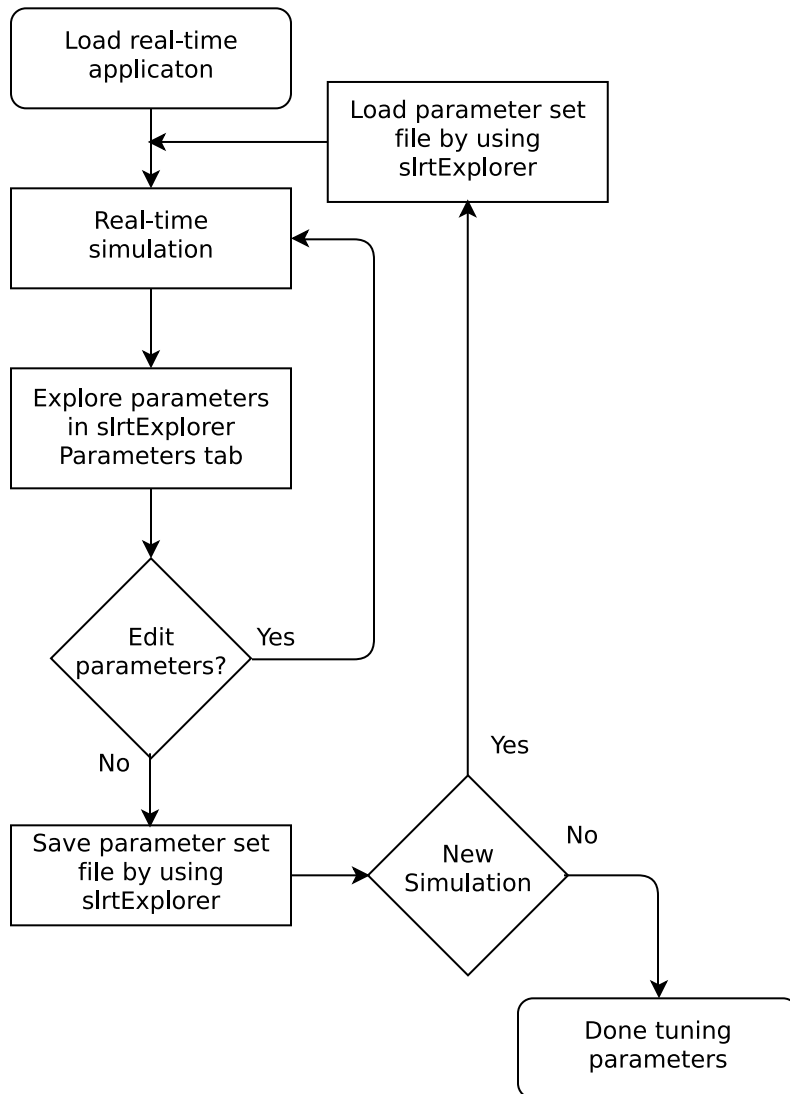 Load real-time
applicaton
Load parameter set
file by using
slrtExplorer
Real-time
simulation
Explore parameters
in slrtExplorer
Parameters tab
Edit
parameters?
Yes
No
Save parameter set
file by using
slrtExplorer
New
Simulation
Yes
No
Done tuning
parameters